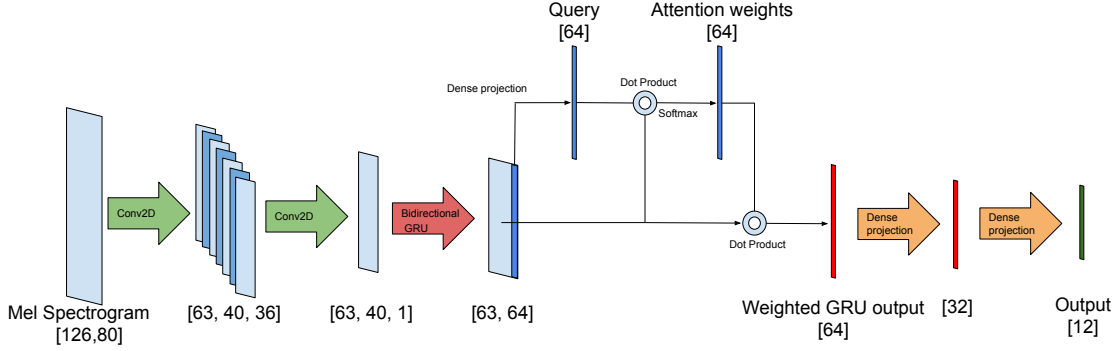 Query
[64]
Attention weights
[64]
Dense projection
Dot Product
Softmax
Conv2D
Conv2D
Bidirectional
GRU
Dot Product
Dense
projection
Dense
projection
Mel Spectrogram
[126,80]
[63, 40, 36]
[63, 40, 1]
[63, 64]
Weighted GRU output
[64]
[32]
Output
[12]